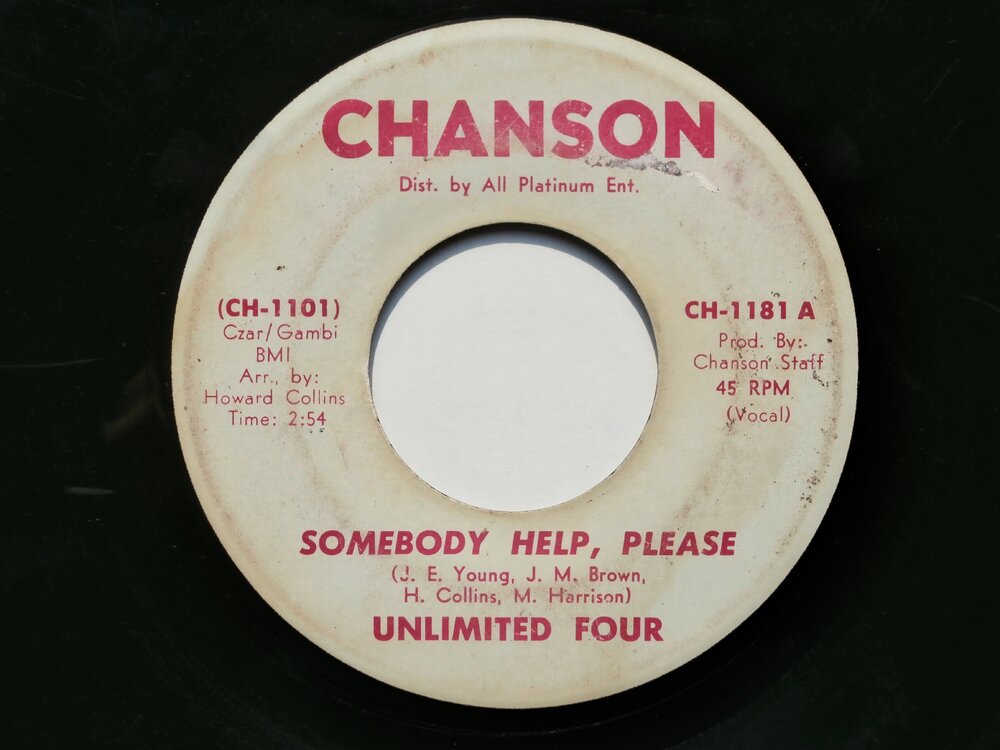 CHANSON
Dist. by All Platinum Ent.
(CH-1101)
Czar/Gambi
BMI
Arr. by:
Howard Collins
Time: 2:54
CH-1181 A
Prod. By:
Chanson Staff
45 RPM
(Vocal)
SOMEBODY HELP, PLEASE
(J. E. Young, J. M. Brown,
H. Collins, M. Harrison)
UNLIMITED FOUR